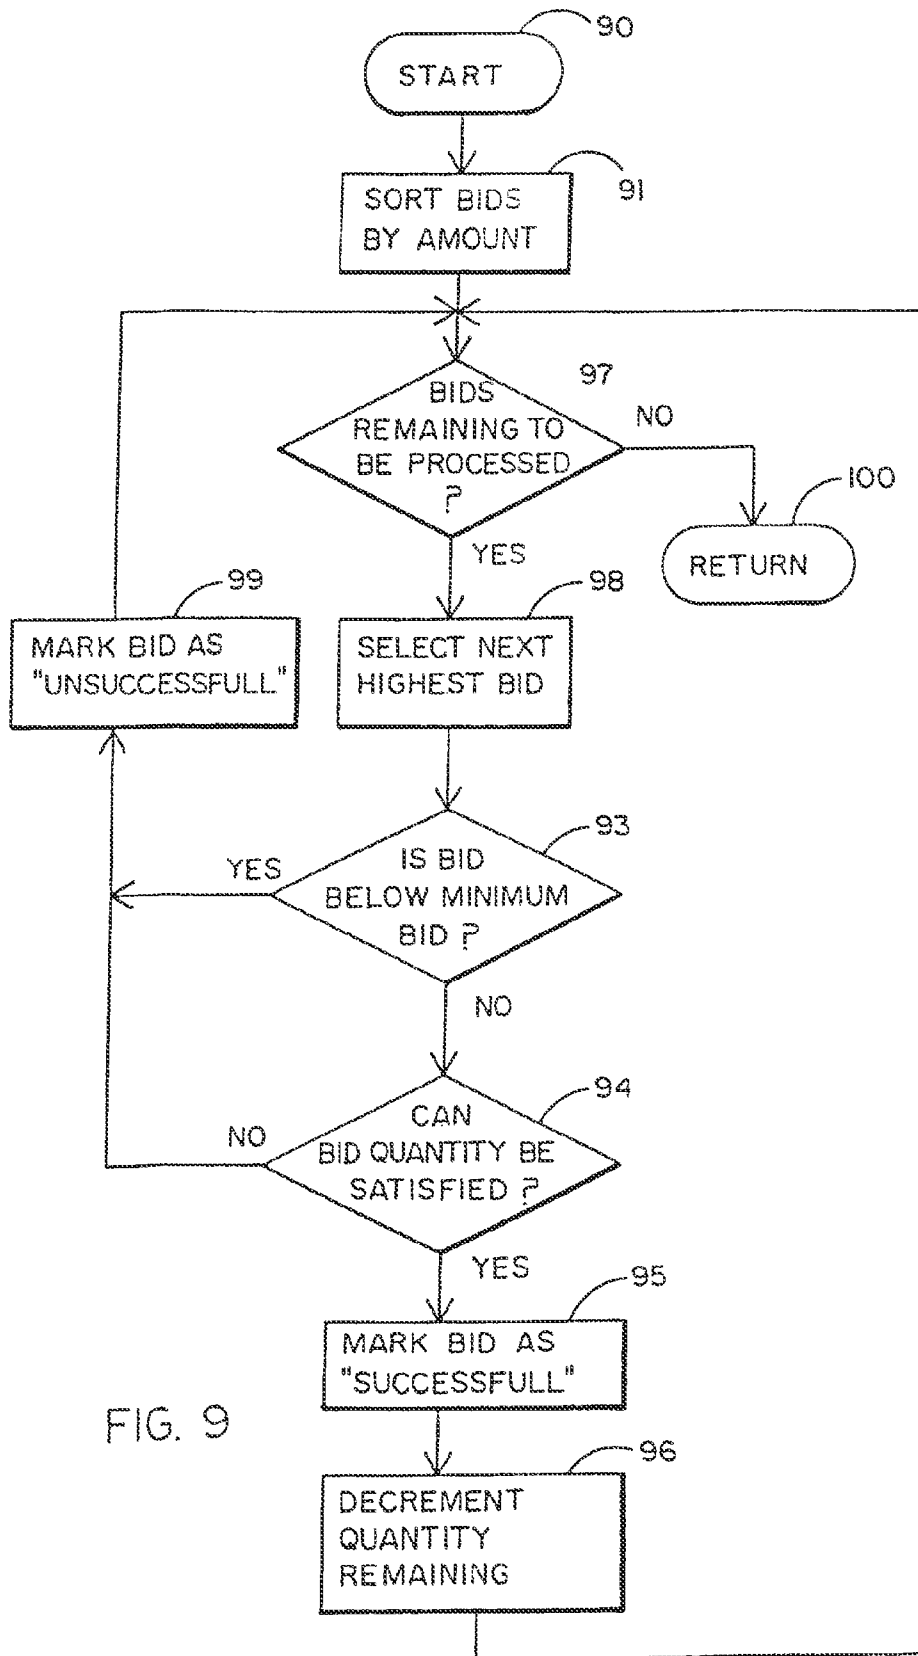 90
START
91
SORT BIDS
BY AMOUNT
97
BIDS
REMAINING TO
BE PROCESSED
?
NO
100
RETURN
YES
99
MARK BID AS
"UNSUCCESSFULL"
98
SELECT NEXT
HIGHEST BID
93
YES
IS BID
BELOW MINIMUM
BID ?
NO
94
NO
CAN
BID QUANTITY BE
SATISFIED ?
YES
95
MARK BID AS
"SUCCESSFULL"
FIG. 9
96
DECREMENT
QUANTITY
REMAINING